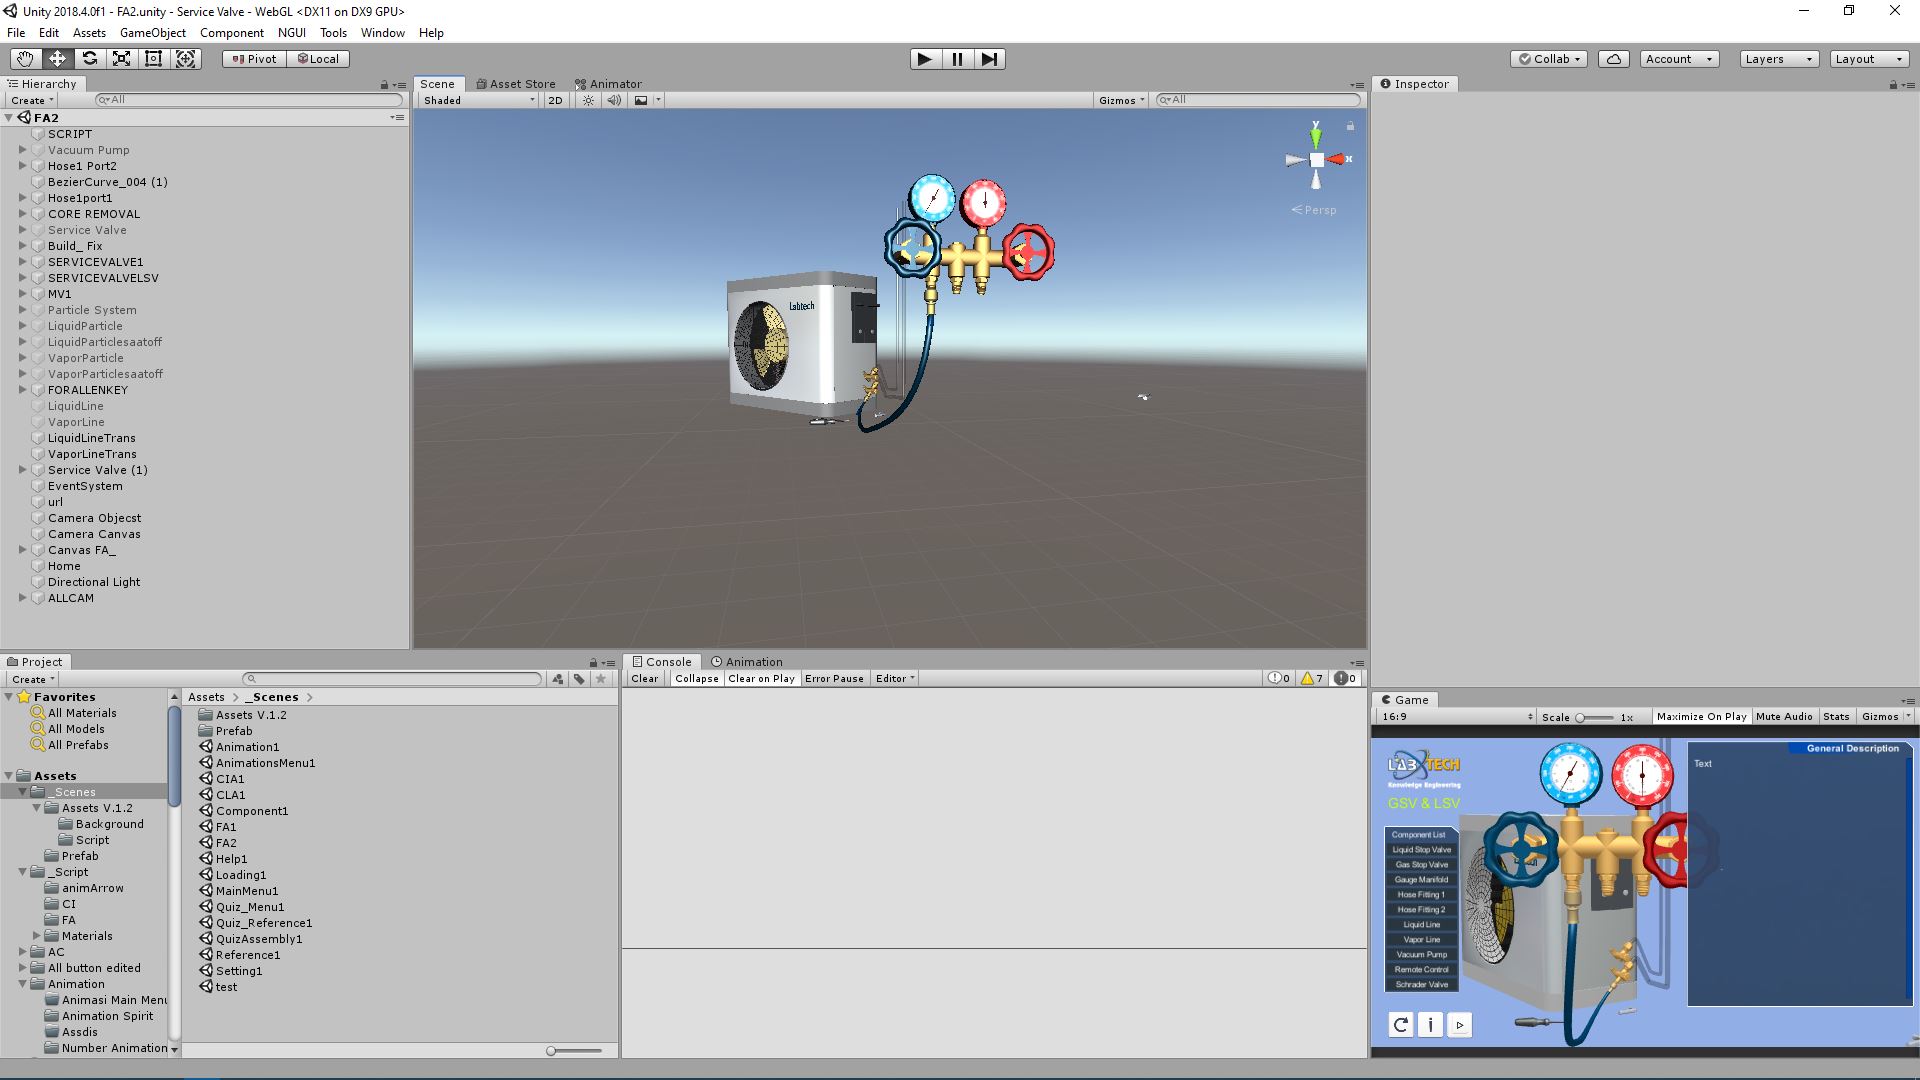 Unity 2018.4.0f1 - FA2.unity - Service Valve - WebGL <DX11 on DX9 GPU>
File Edit Assets GameObject Component NGUI Tools Window Help
Pivot Local Collab Account Layers Layout
Hierarchy
Create All
FA2
SCRIPT
Vacuum Pump
Hose1 Port2
BezierCurve_004 (1)
Hose1port1
CORE REMOVAL
Service Valve
Build_ Fix
SERVICEVALVE1
SERVICEVALVELSV
MV1
Particle System
LiquidParticle
LiquidParticlesaatoff
VaporParticle
VaporParticlesaatoff
FORALLENKEY
LiquidLine
VaporLine
LiquidLineTrans
VaporLineTrans
Service Valve (1)
EventSystem
url
Camera Objecst
Camera Canvas
Canvas FA_
Home
Directional Light
ALLCAM
Scene Asset Store Animator
Shaded 2D Gizmos All
y
x
Persp
Labtech
Inspector
Project
Create
Favorites
All Materials
All Models
All Prefabs
Assets
_Scenes
Assets V.1.2
Background
Script
Prefab
_Script
animArrow
CI
FA
Materials
AC
All button edited
Animation
Animasi Main Menu
Animation Spirit
Assdis
Number Animation
Assets > _Scenes >
Assets V.1.2
Prefab
Animation1
AnimationsMenu1
CIA1
CLA1
Component1
FA1
FA2
Help1
Loading1
MainMenu1
Quiz_Menu1
Quiz_Reference1
QuizAssembly1
Reference1
Setting1
test
Console Animation
Clear Collapse Clear on Play Error Pause Editor 0 7 0
Game
16:9 Scale 1x Maximize On Play Mute Audio Stats Gizmos
LABTECH
Knowledge Engineering
GSV & LSV
Component List
Liquid Stop Valve
Gas Stop Valve
Gauge Manifold
Hose Fitting 1
Hose Fitting 2
Liquid Line
Vapor Line
Vacuum Pump
Remote Control
Schrader Valve
i
General Description
Text